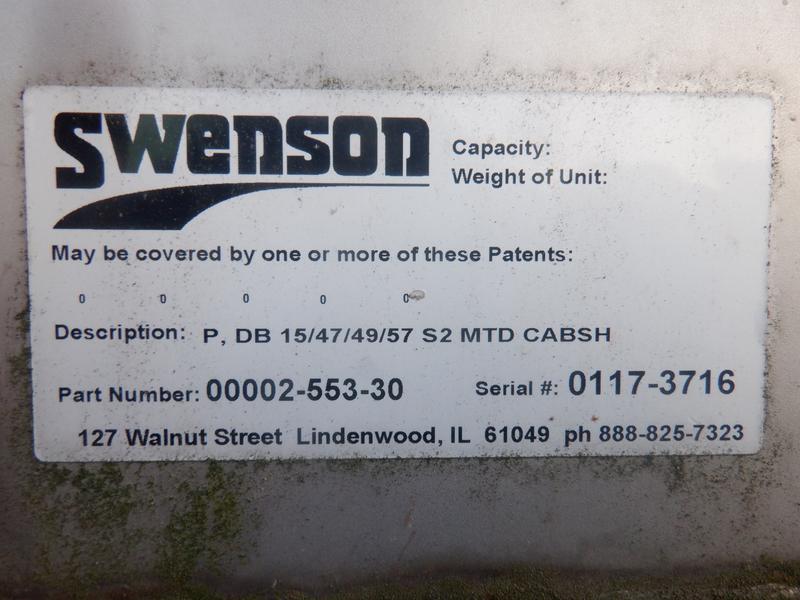 Swenson
Capacity:
Weight of Unit:
May be covered by one or more of these Patents:
0 0 0 0 0
Description: P, DB 15/47/49/57 S2 MTD CABSH
Part Number: 00002-553-30 Serial #: 0117-3716
127 Walnut Street Lindenwood, IL 61049 ph 888-825-7323